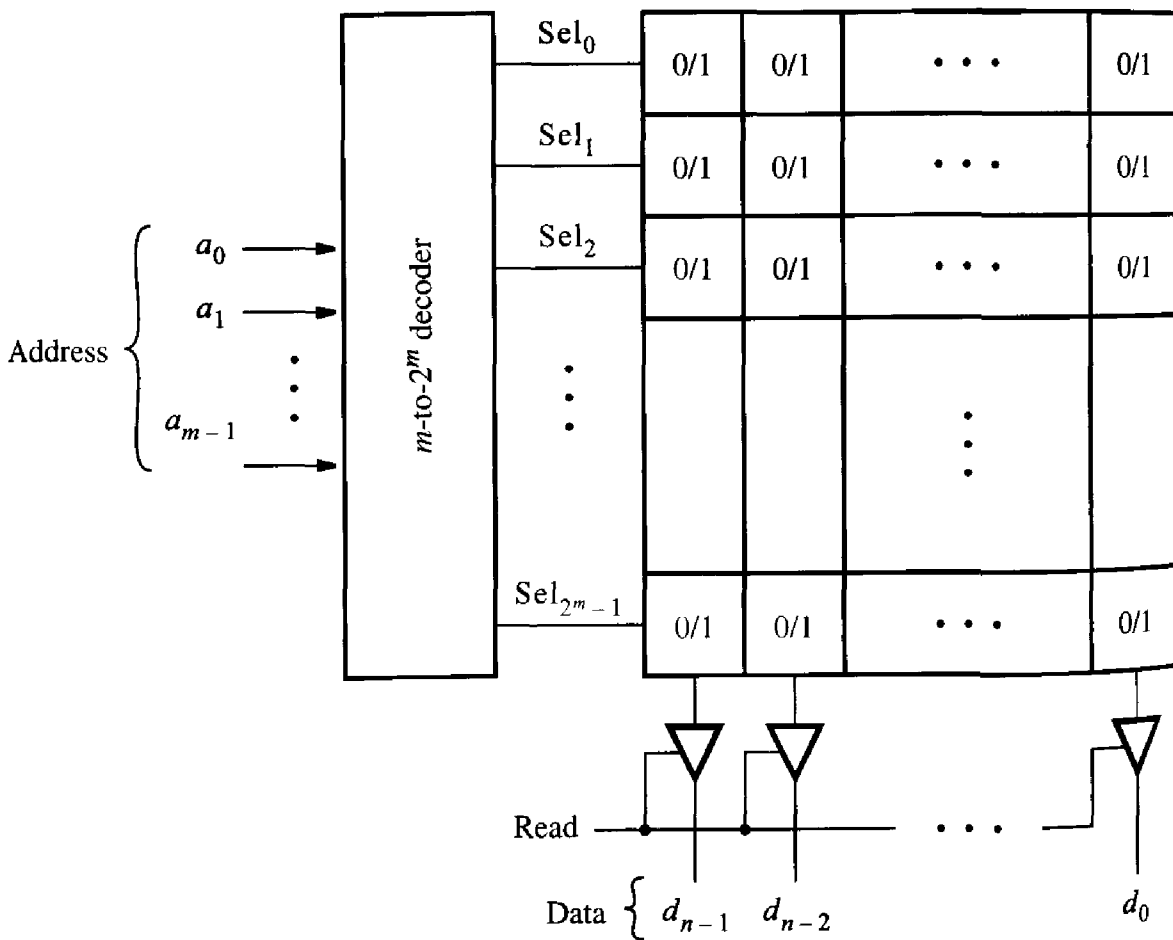 Sel₀
0/1 0/1 • • • 0/1
Sel₁
0/1 0/1 • • • 0/1
Sel₂
0/1 0/1 • • • 0/1
Address
a₀
a₁
aₘ₋₁
m-to-2ᵐ decoder
Sel_{2ᵐ−1}
0/1 0/1 • • • 0/1
Read • • •
Data { dₙ₋₁ dₙ₋₂ d₀